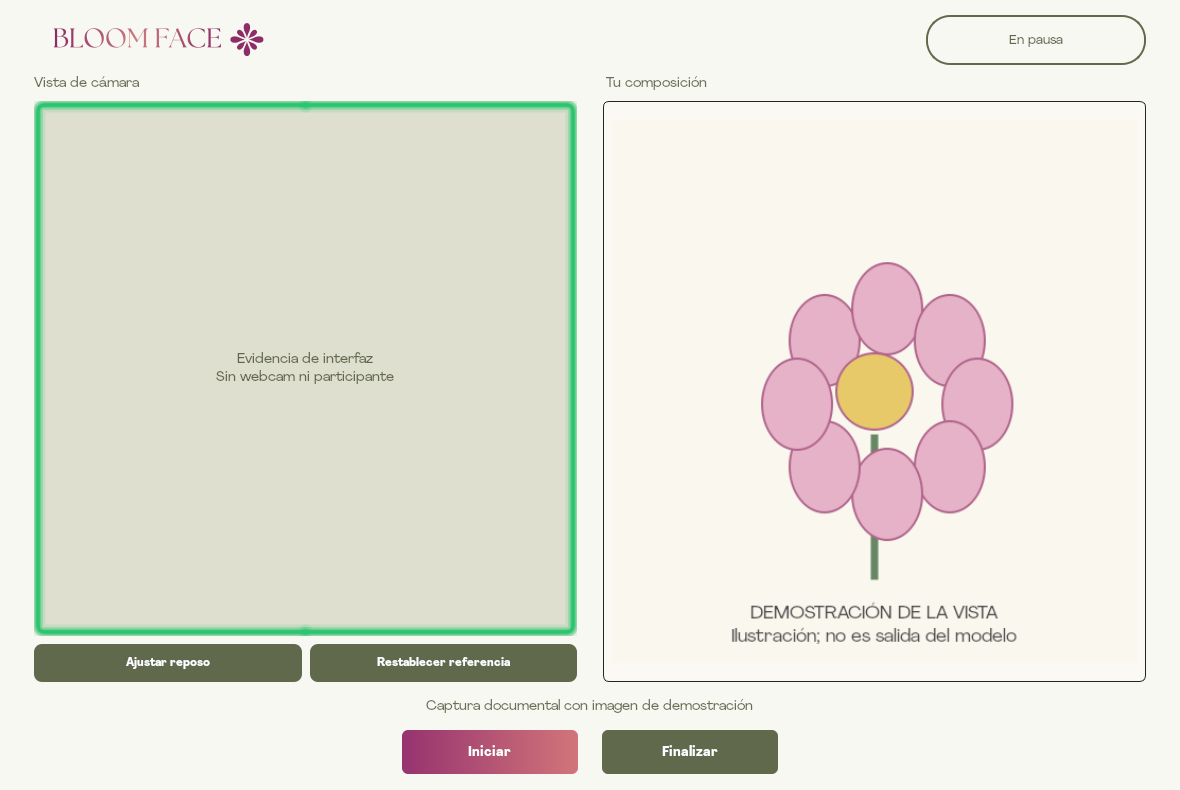 BLOOM FACE
En pausa
Vista de cámara
Tu composición
Evidencia de interfaz
Sin webcam ni participante
DEMOSTRACIÓN DE LA VISTA
Ilustración; no es salida del modelo
Ajustar reposo
Restablecer referencia
Captura documental con imagen de demostración
Iniciar
Finalizar